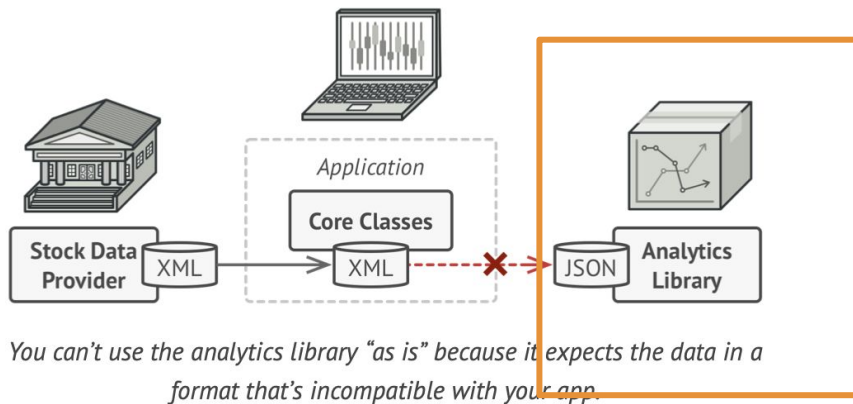 Application
Core Classes
Stock Data
Provider
XML
XML
JSON
Analytics
Library
You can’t use the analytics library “as is” because it expects the data in a
format that’s incompatible with your app.